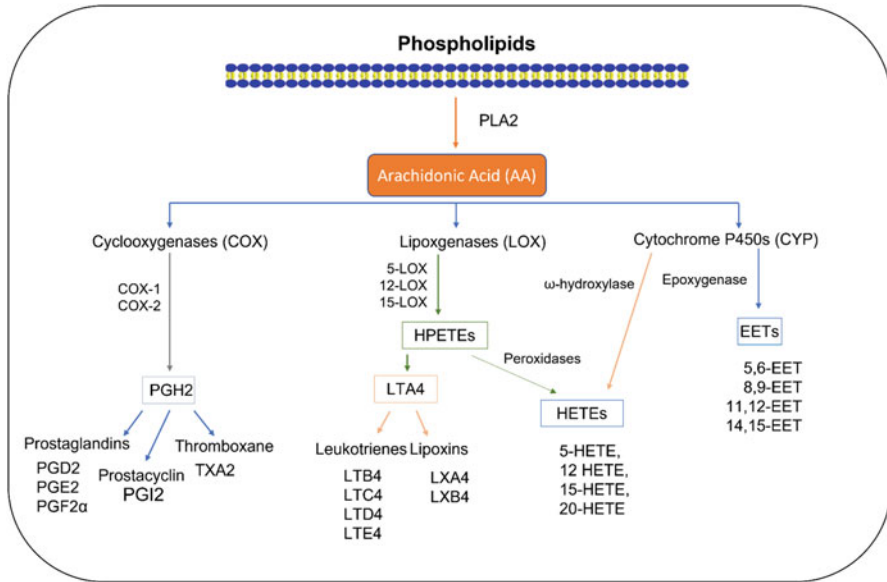 Phospholipids
PLA2
Arachidonic Acid (AA)
Cyclooxygenases (COX)
Lipoxgenases (LOX)
Cytochrome P450s (CYP)
COX-1
COX-2
5-LOX
12-LOX
15-LOX
ω-hydroxylase
Epoxygenase
HPETEs
Peroxidases
EETs
5,6-EET
8,9-EET
11,12-EET
14,15-EET
PGH2
LTA4
HETEs
Prostaglandins
PGD2
PGE2
PGF2α
Prostacyclin
PGI2
Thromboxane
TXA2
Leukotrienes
LTB4
LTC4
LTD4
LTE4
Lipoxins
LXA4
LXB4
5-HETE,
12 HETE,
15-HETE,
20-HETE